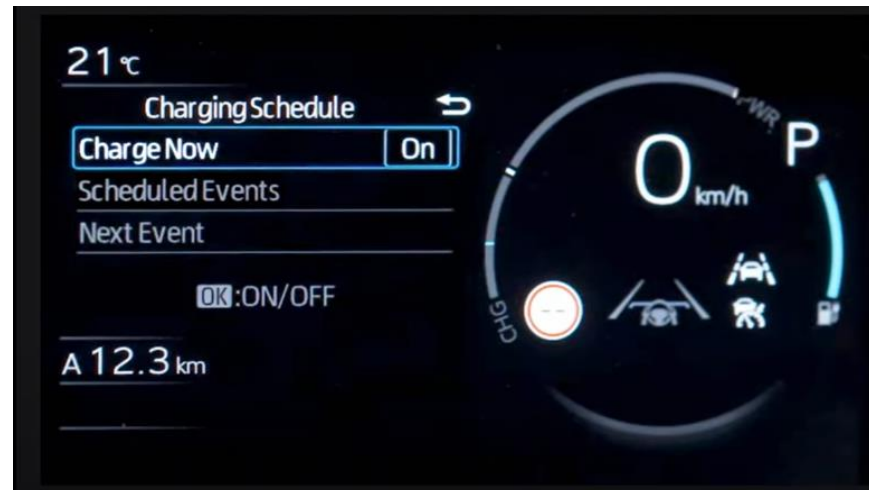 21 °C
Charging Schedule
Charge Now On
Scheduled Events
Next Event
OK :ON/OFF
A 12.3 km
PWR
P
0 km/h
--
CHG